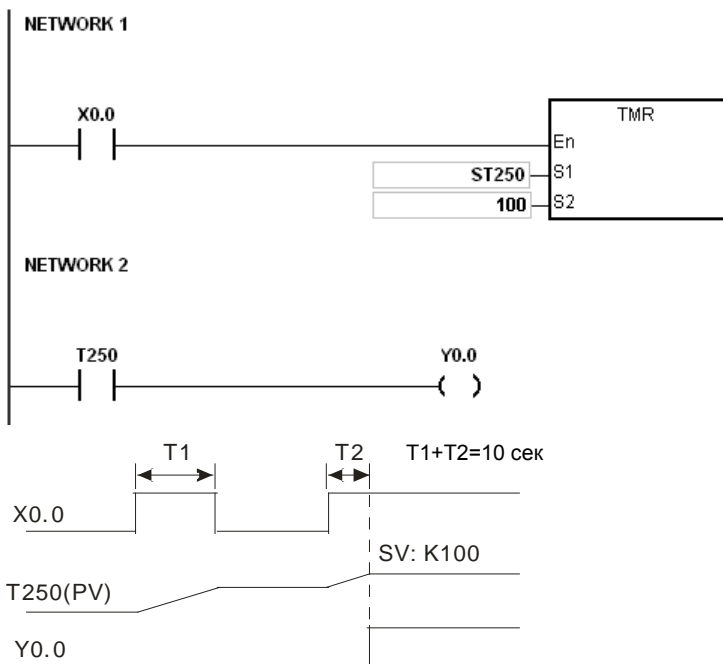 NETWORK 1
X0.0
TMR
En
ST250
S1
100
S2
NETWORK 2
T250
Y0.0
T1
T2
T1+T2=10 сек
X0.0
SV: K100
T250(PV)
Y0.0